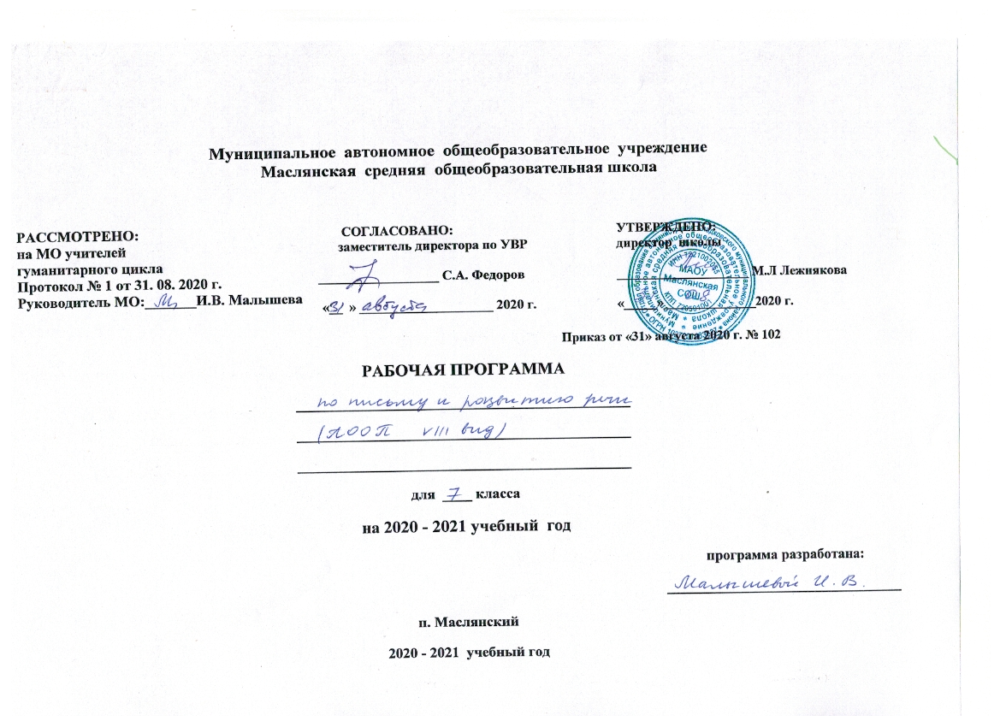 Муниципальное автономное общеобразовательное учреждение
Маслянская средняя общеобразовательная школа
РАССМОТРЕНО:
на МО учителей
гуманитарного цикла
Протокол № 1 от 31. 08. 2020 г.
Руководитель МО:_______И.В. Малышева
СОГЛАСОВАНО:
заместитель директора по УВР
_________________ С.А. Федоров
«31 » августа 2020 г.
УТВЕРЖДЕНО:
директор школы
М.Л Лежнякова
« 2020 г.
Приказ от «31» августа 2020 г. № 102
МАОУ
Маслянская
СОШ
РАБОЧАЯ ПРОГРАММА
по письму и развитию речи
(АООП VIII вид)
для 7 класса
на 2020 - 2021 учебный год
программа разработана:
Малышевой И. В.
п. Маслянский
2020 - 2021 учебный год